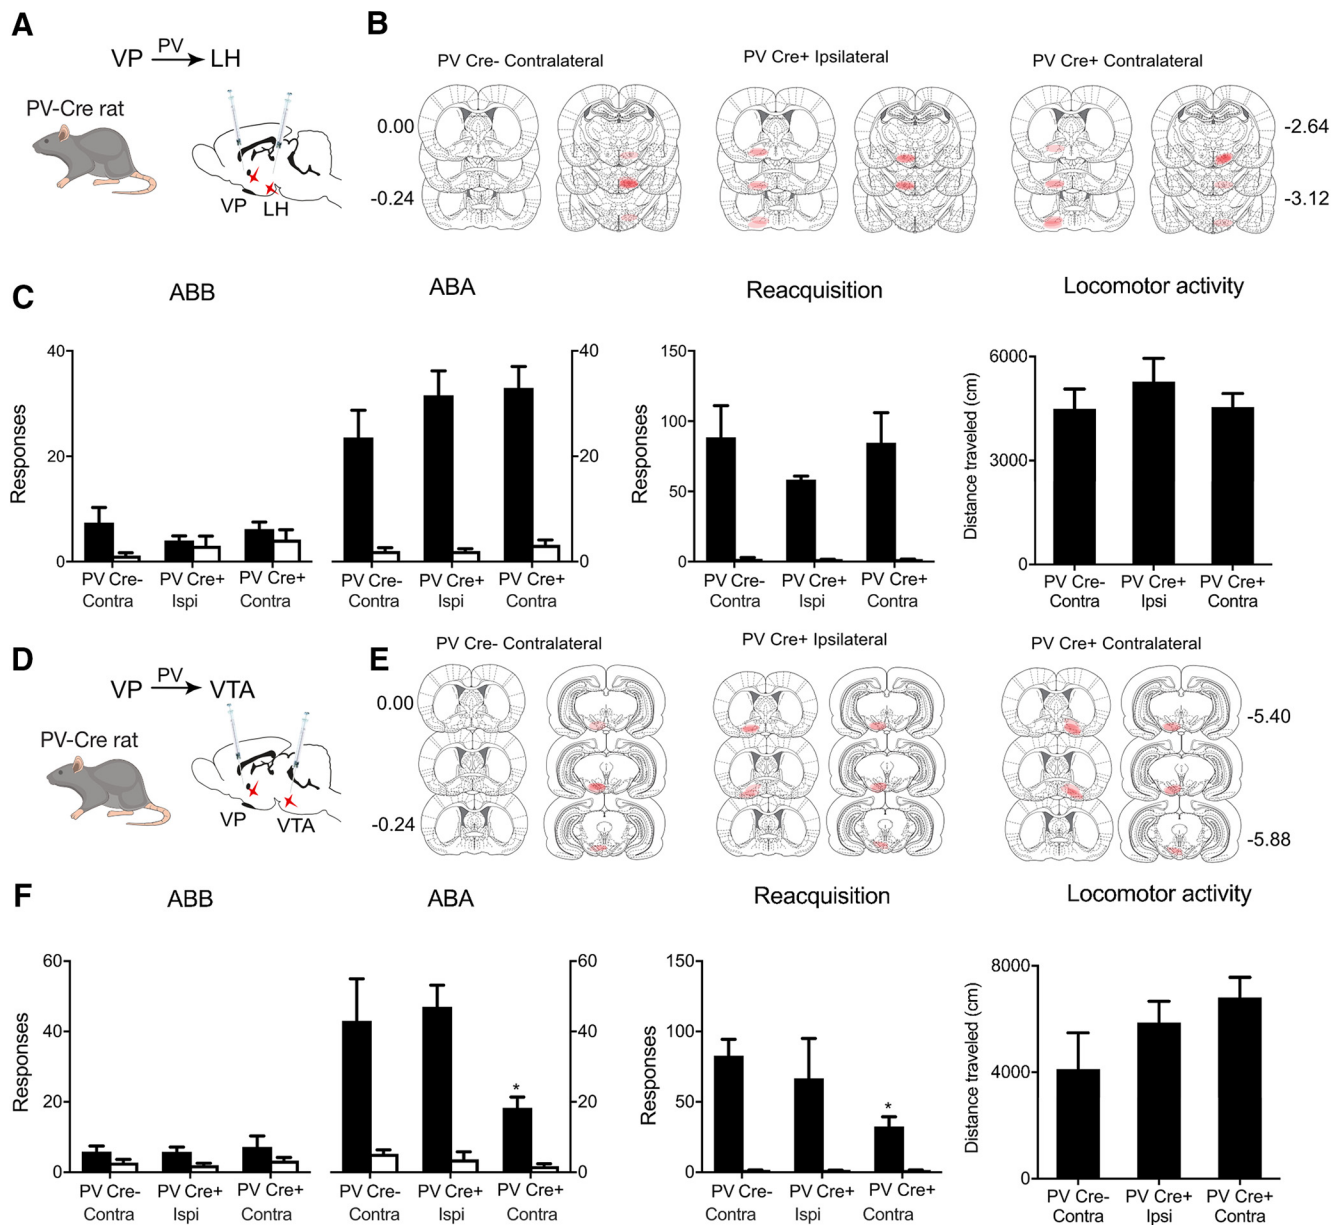 A
VP PV LH
PV-Cre rat
VP LH
B
PV Cre- Contralateral
PV Cre+ Ipsilateral
PV Cre+ Contralateral
0.00
-0.24
-2.64
-3.12
C
ABB
ABA
Reacquisition
Locomotor activity
Responses
40
20
0
PV Cre- PV Cre+ PV Cre+
Contra Ispi Contra
40
20
0
PV Cre- PV Cre+ PV Cre+
Contra Ispi Contra
Responses
150
100
50
0
PV Cre- PV Cre+ PV Cre+
Contra Ispi Contra
Distance traveled (cm)
6000
3000
0
PV Cre- PV Cre+ PV Cre+
Contra Ipsi Contra
D
VP PV VTA
PV-Cre rat
VP VTA
E
PV Cre- Contralateral
PV Cre+ Ipsilateral
PV Cre+ Contralateral
0.00
-0.24
-5.40
-5.88
F
ABB
ABA
Reacquisition
Locomotor activity
Responses
60
40
20
0
PV Cre- PV Cre+ PV Cre+
Contra Ispi Contra
60
40
20
0
*
PV Cre- PV Cre+ PV Cre+
Contra Ispi Contra
Responses
150
100
50
0
*
PV Cre- PV Cre+ PV Cre+
Contra Ispi Contra
Distance traveled (cm)
8000
4000
0
PV Cre- PV Cre+ PV Cre+
Contra Ipsi Contra